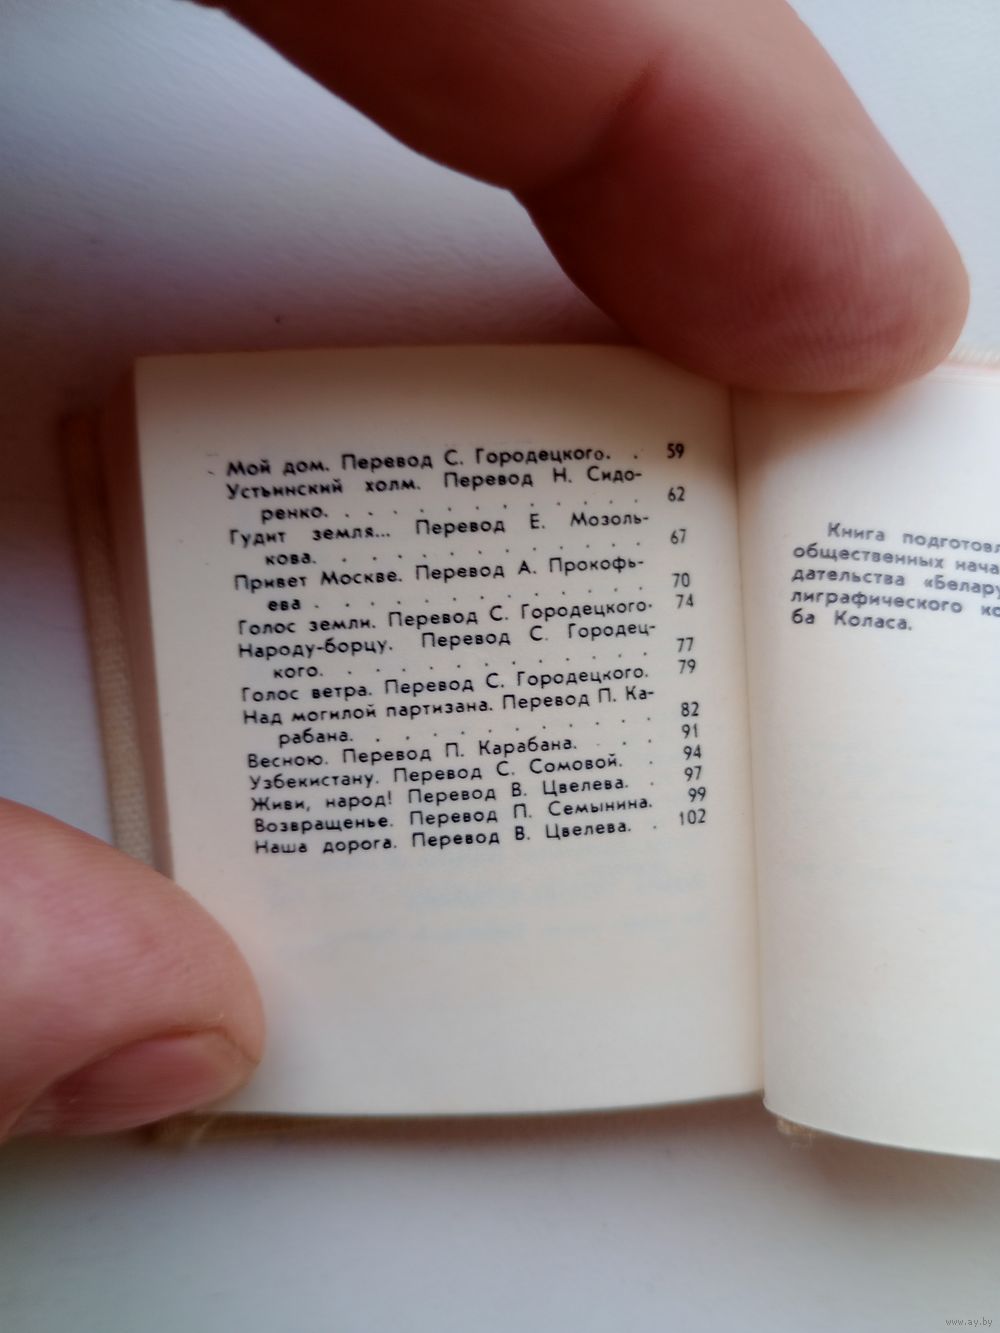 Мой дом. Перевод С. Городецкого. . 59
Устьинский холм. Перевод Н. Сидо-
ренко. . . . . . . . . . . . 62
Гудит земля... Перевод Е. Мозоль-
кова. . . . . . . . . . . . 67
Привет Москве. Перевод А. Прокофь-
ева . . . . . . . . . . . . 70
Голос земли. Перевод С. Городецкого. 74
Народу-борцу. Перевод С. Городец-
кого. . . . . . . . . . . . 77
Голос ветра. Перевод С. Городецкого. 79
Над могилой партизана. Перевод П. Ка-
рабана. . . . . . . . . . . 82
Весною. Перевод П. Карабана. . . . 91
Узбекистану. Перевод С. Сомовой. . 94
Живи, народ! Перевод В. Цвелева. . 97
Возвращенье. Перевод П. Семынина. 99
Наша дорога. Перевод В. Цвелева. . 102
Книга подготовл
общественных нача
дательства «Белару
лиграфического ко
ба Коласа.
www.ay.by